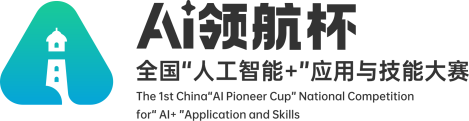 Ai领航杯
全国“人工智能+”应用与技能大赛
The 1st China“AI Pioneer Cup” National Competition
for" AI+ "Application and Skills